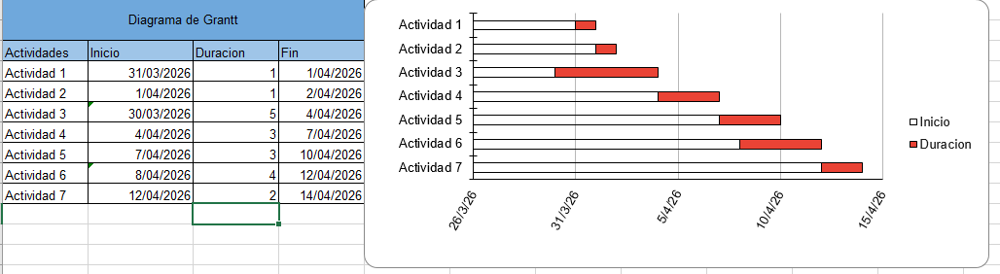 Diagrama de Grantt
Actividades Inicio Duracion Fin
Actividad 1 31/03/2026 1 1/04/2026
Actividad 2 1/04/2026 1 2/04/2026
Actividad 3 30/03/2026 5 4/04/2026
Actividad 4 4/04/2026 3 7/04/2026
Actividad 5 7/04/2026 3 10/04/2026
Actividad 6 8/04/2026 4 12/04/2026
Actividad 7 12/04/2026 2 14/04/2026
Actividad 1
Actividad 2
Actividad 3
Actividad 4
Actividad 5
Actividad 6
Actividad 7
26/3/26 31/3/26 5/4/26 10/4/26 15/4/26
Inicio
Duracion